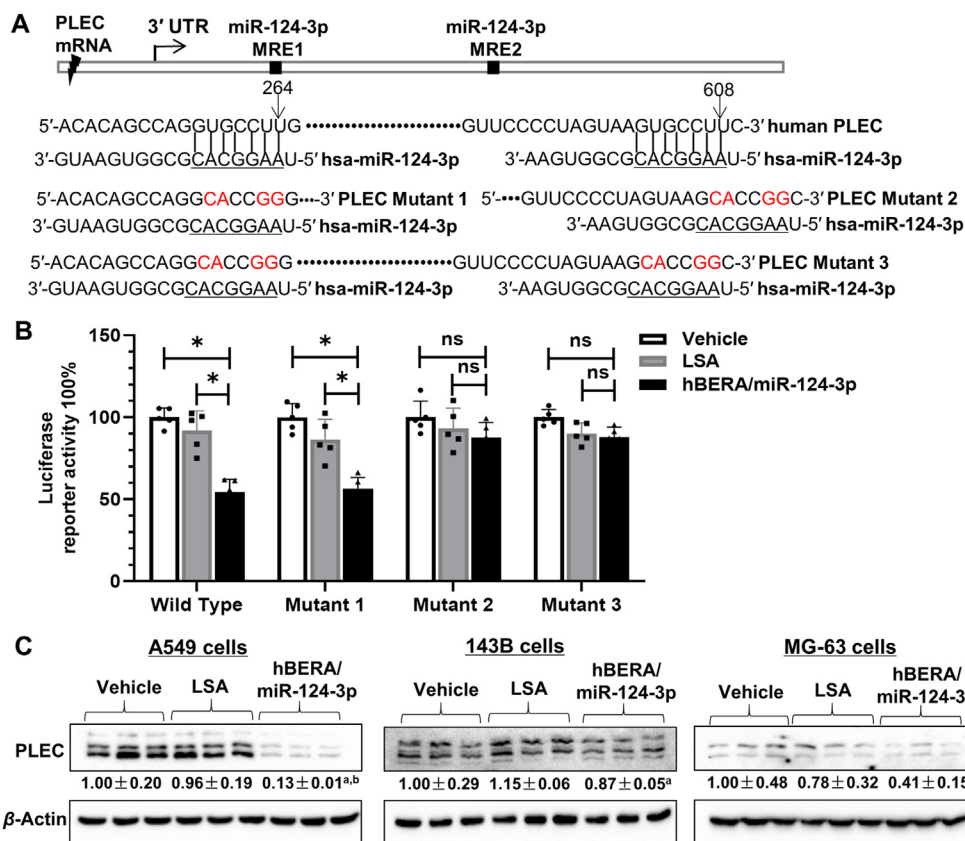 A
PLEC mRNA
3′ UTR
miR-124-3p MRE1
miR-124-3p MRE2
264
608
5′-ACACAGCCAGGUGCCUUG••••••••••••••••••••••GUUCCCCUAGUAAGUGCCUUC-3′ human PLEC
3′-GUAAGUGGCGCACGGAAU-5′ hsa-miR-124-3p
3′-AAGUGGCGCACGGAAU-5′ hsa-miR-124-3p
5′-ACACAGCCAGGCACCGGG•••-3′ PLEC Mutant 1
5-•••GUUCCCCUAGUAAGCACCGGC-3′ PLEC Mutant 2
3′-GUAAGUGGCGCACGGAAU-5′ hsa-miR-124-3p
3′-AAGUGGCGCACGGAAU-5′ hsa-miR-124-3p
5′-ACACAGCCAGGCACCGGG••••••••••••••••••••••GUUCCCCUAGUAAGCACCGGC-3′ PLEC Mutant 3
3′-GUAAGUGGCGCACGGAAU-5′ hsa-miR-124-3p
3′-AAGUGGCGCACGGAAU-5′ hsa-miR-124-3p
B
Luciferase reporter activity 100%
150
100
50
0
* * * * ns ns ns ns
Vehicle
LSA
hBERA/miR-124-3p
Wild Type Mutant 1 Mutant 2 Mutant 3
C
A549 cells
143B cells
MG-63 cells
Vehicle LSA hBERA/ miR-124-3p
Vehicle LSA hBERA/ miR-124-3p
Vehicle LSA hBERA/ miR-124-3
PLEC
1.00±0.20 0.96±0.19 0.13±0.01a,b
1.00±0.29 1.15±0.06 0.87±0.05a
1.00±0.48 0.78±0.32 0.41±0.15
β-Actin